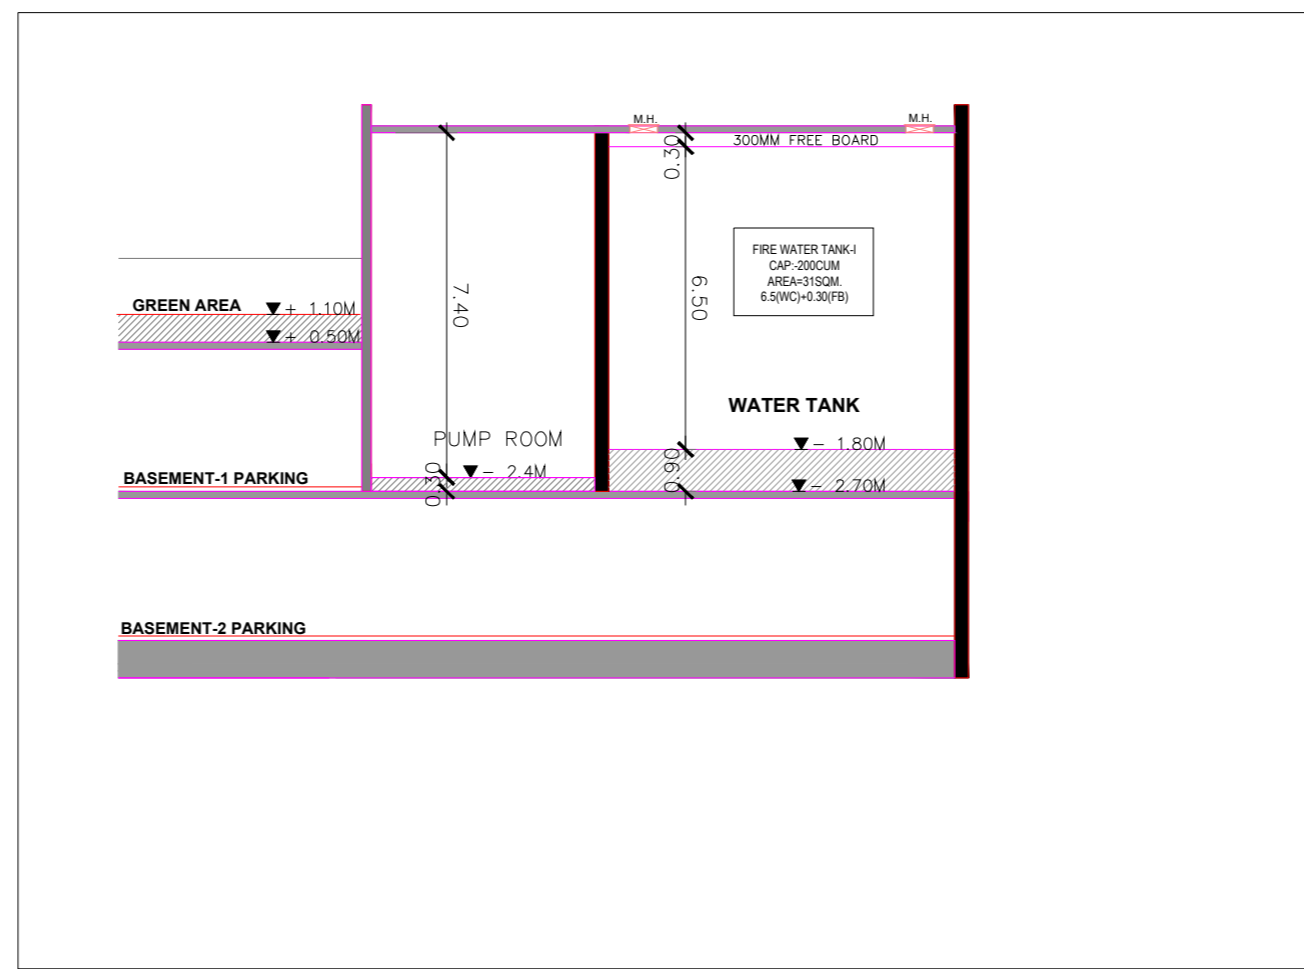 M.H.
M.H.
300MM FREE BOARD
0.30
FIRE WATER TANK-I
CAP:-200CUM
AREA=31SQM.
6.5(WC)+0.30(FB)
7.40
6.50
GREEN AREA
+ 1.10M
+ 0.50M
WATER TANK
PUMP ROOM
- 1.80M
BASEMENT-1 PARKING
0.30
- 2.4M
0.90
- 2.70M
BASEMENT-2 PARKING